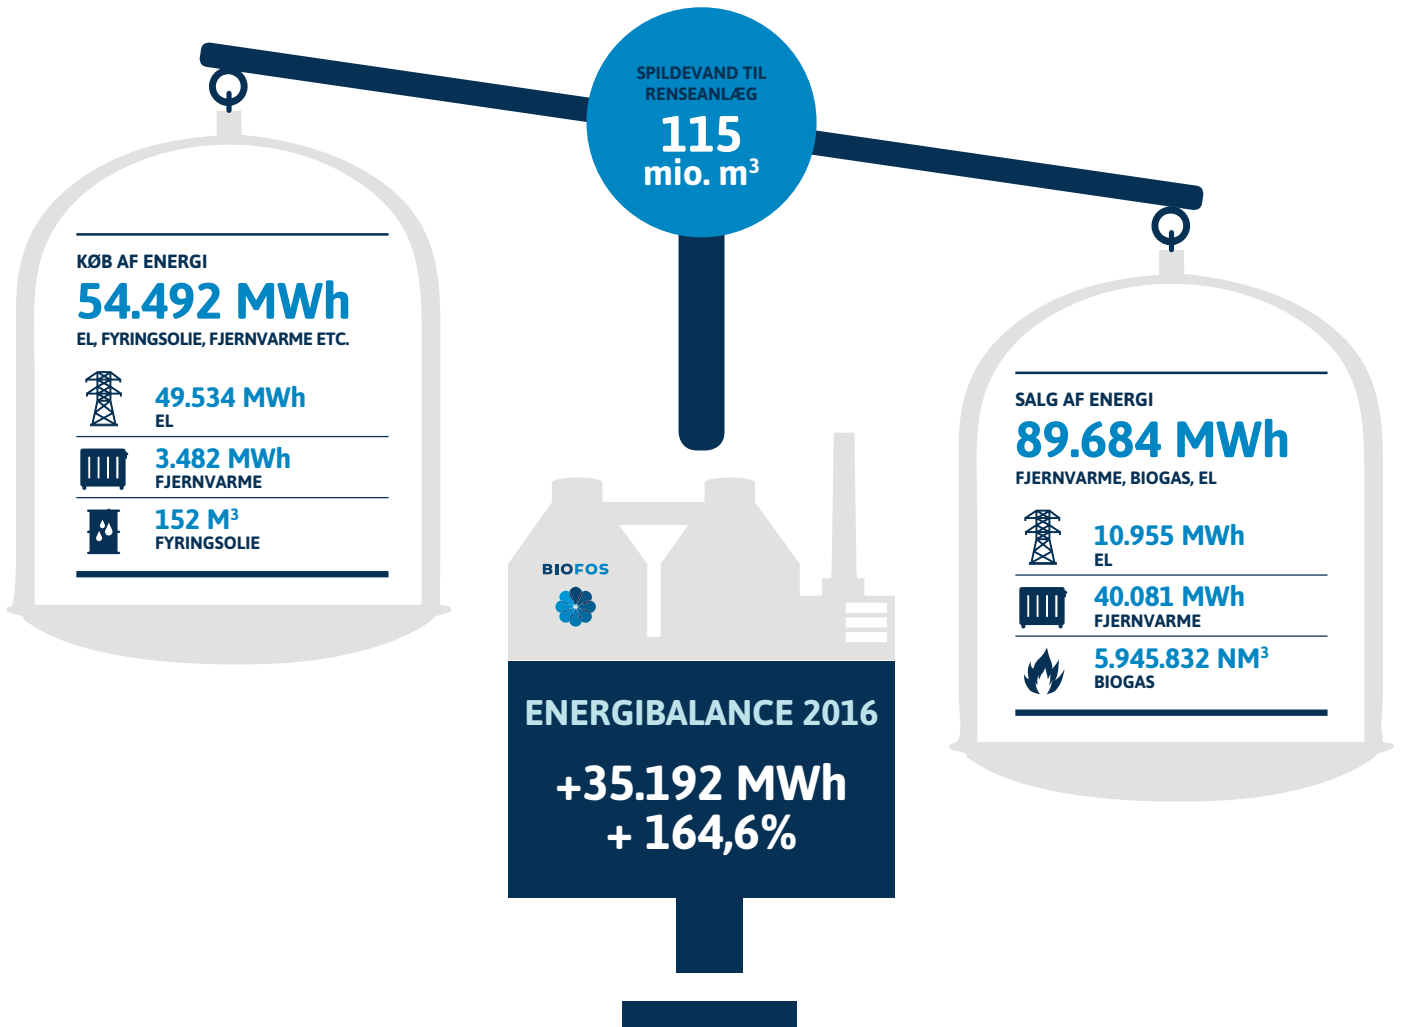 SPILDEVAND TIL
RENSEANLÆG
115
mio. m³
KØB AF ENERGI
54.492 MWh
EL, FYRINGSOLIE, FJERNVARME ETC.
49.534 MWh
EL
3.482 MWh
FJERNVARME
152 M³
FYRINGSOLIE
SALG AF ENERGI
89.684 MWh
FJERNVARME, BIOGAS, EL
10.955 MWh
EL
40.081 MWh
FJERNVARME
5.945.832 NM³
BIOGAS
BIOFOS
ENERGIBALANCE 2016
+35.192 MWh
+ 164,6%